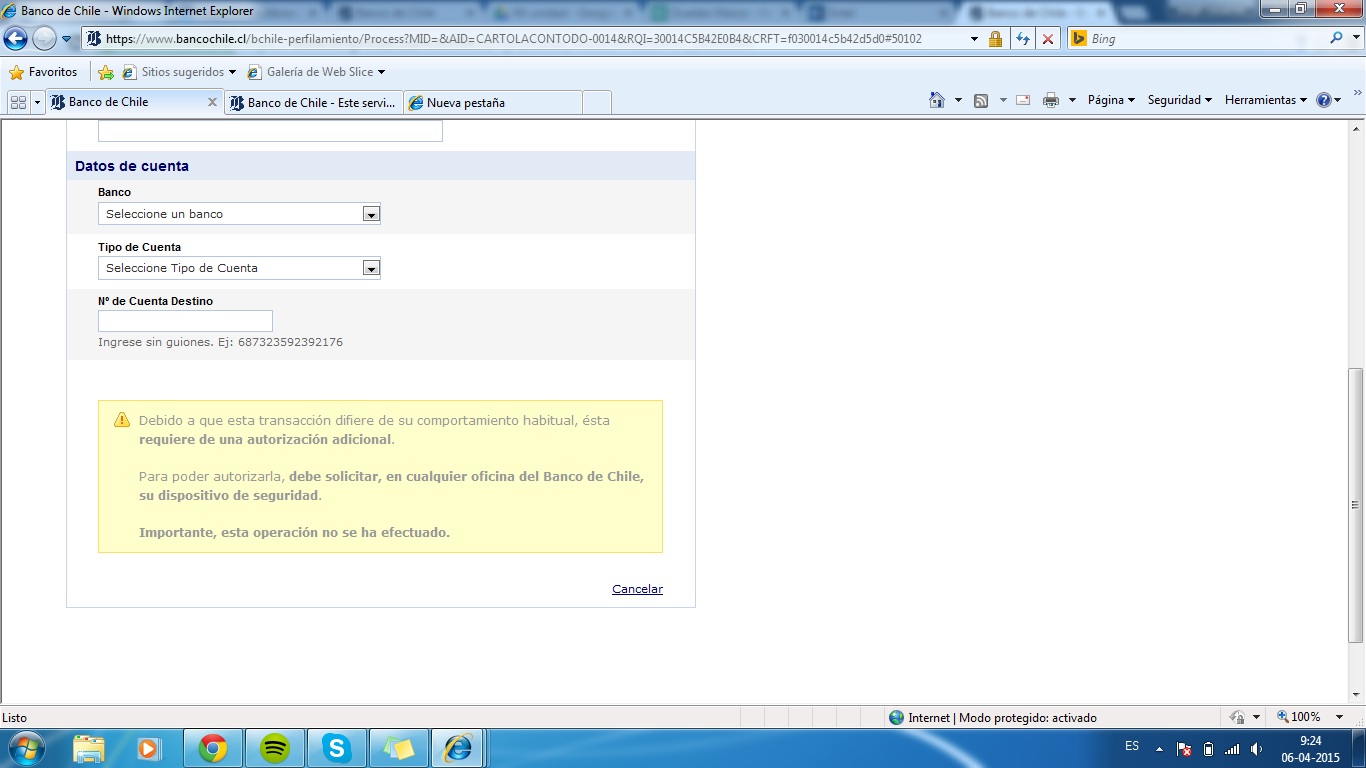 Banco de Chile - Windows Internet Explorer
https://www.bancochile.cl/bchile-perfilamiento/Process?MID=&AID=CARTOLACONTODO-0014&RQI=30014C5B42E0B4&CRFT=9030014c5b42d5d0#50102
Bing
Favoritos Sitios sugeridos Galería de Web Slice
Banco de Chile Banco de Chile - Este servi... Nueva pestaña
Página Seguridad Herramientas
Datos de cuenta
Banco
Seleccione un banco
Tipo de Cuenta
Seleccione Tipo de Cuenta
Nº de Cuenta Destino
Ingrese sin guiones. Ej: 687323592392176
Debido a que esta transacción difiere de su comportamiento habitual, ésta
requiere de una autorización adicional.
Para poder autorizarla, debe solicitar, en cualquier oficina del Banco de Chile,
su dispositivo de seguridad.
Importante, esta operación no se ha efectuado.
Cancelar
Listo Internet | Modo protegido: activado 100%
ES 9:24
06-04-2015